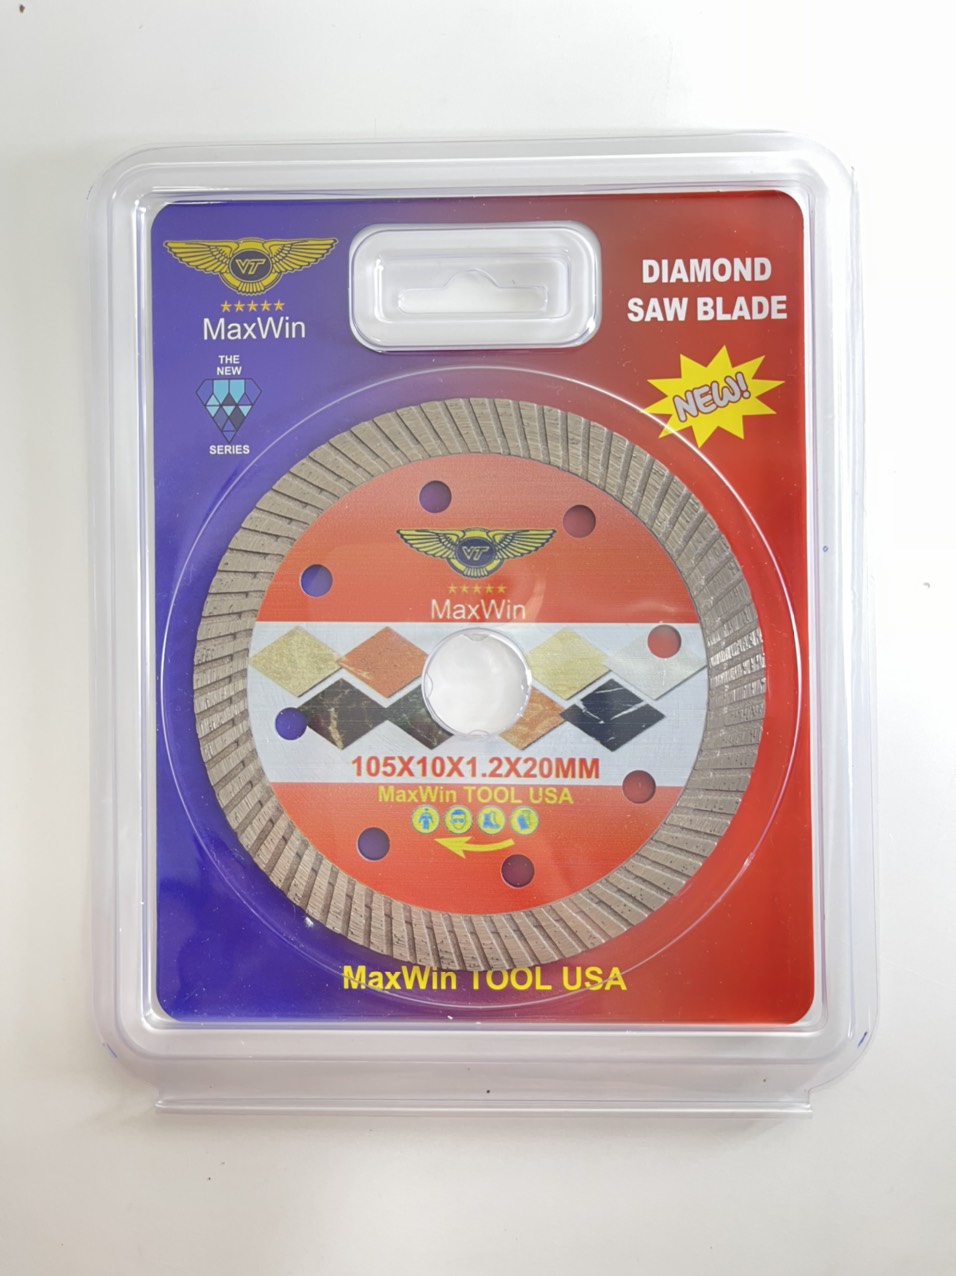 VT
MaxWin
THE
NEW
SERIES
DIAMOND
SAW BLADE
NEW!
VT
MaxWin
105X10X1.2X20MM
MaxWin TOOL USA
MaxWin TOOL USA